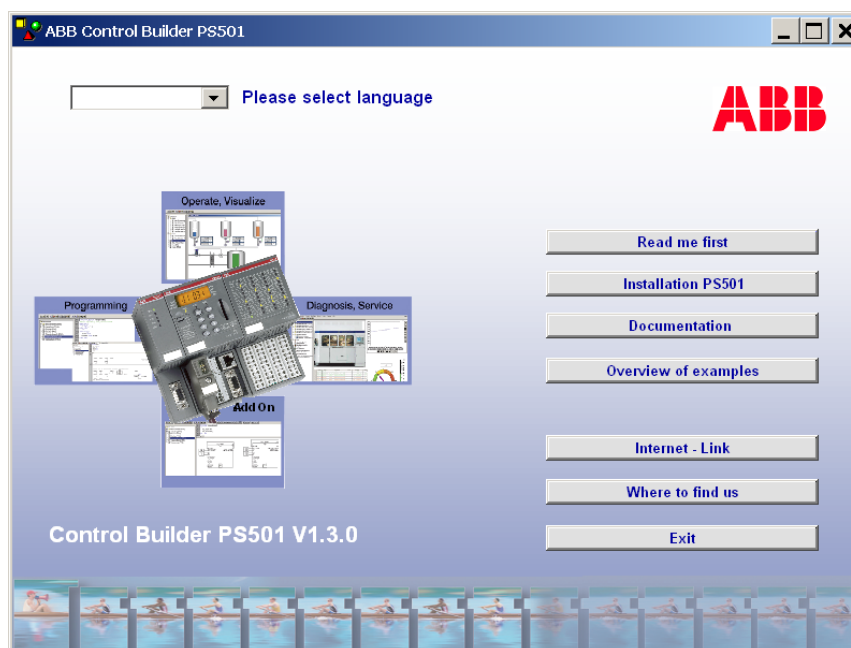 ABB Control Builder PS501
Please select language
ABB
Operate, Visualize
Programming
Diagnosis, Service
Add On
Read me first
Installation PS501
Documentation
Overview of examples
Internet - Link
Where to find us
Exit
Control Builder PS501 V1.3.0